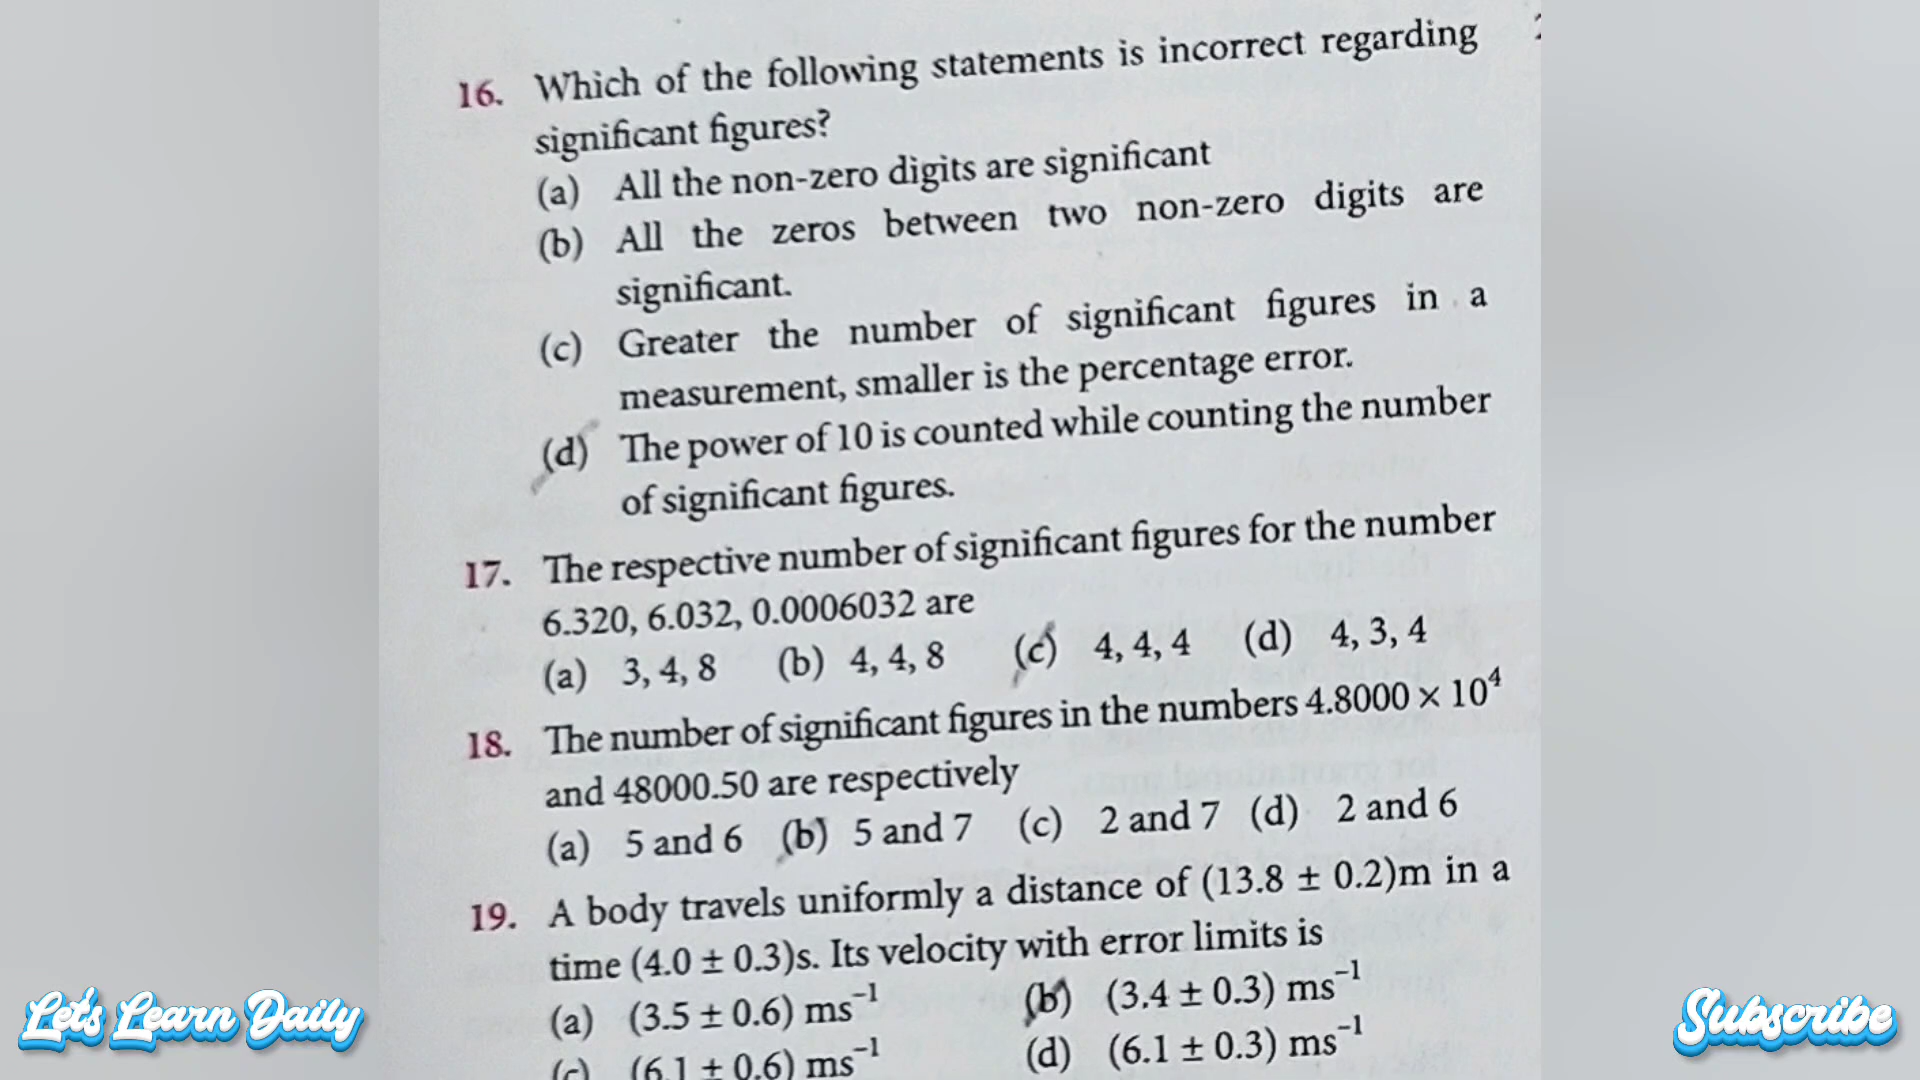 16. Which of the following statements is incorrect regarding
significant figures?
(a) All the non-zero digits are significant
(b) All the zeros between two non-zero digits are
significant.
(c) Greater the number of significant figures in a
measurement, smaller is the percentage error.
(d) The power of 10 is counted while counting the number
of significant figures.
17. The respective number of significant figures for the number
6.320, 6.032, 0.0006032 are
(a) 3, 4, 8 (b) 4, 4, 8 (c) 4, 4, 4 (d) 4, 3, 4
18. The number of significant figures in the numbers 4.8000 × 10⁴
and 48000.50 are respectively
(a) 5 and 6 (b) 5 and 7 (c) 2 and 7 (d) 2 and 6
19. A body travels uniformly a distance of (13.8 ± 0.2)m in a
time (4.0 ± 0.3)s. Its velocity with error limits is
(a) (3.5 ± 0.6) ms⁻¹ (b) (3.4 ± 0.3) ms⁻¹
(c) (6.1 ± 0.6) ms⁻¹ (d) (6.1 ± 0.3) ms⁻¹
Let's Learn Daily
Subscribe